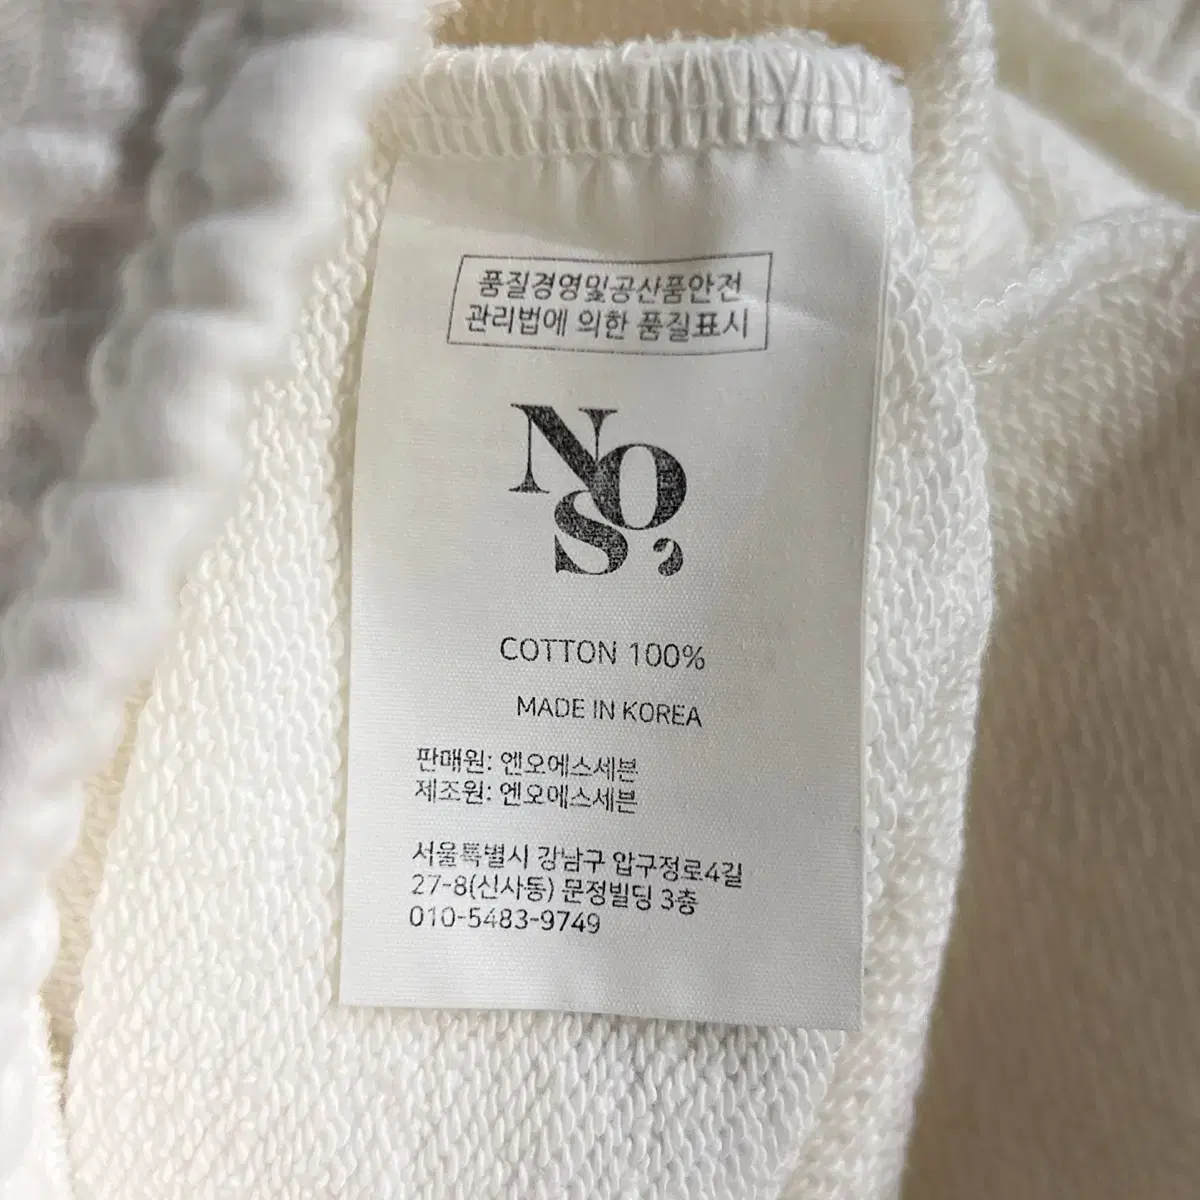 품질경영및공산품안전
관리법에 의한 품질표시
NOS,
COTTON 100%
MADE IN KOREA
판매원: 엔오에스세븐
제조원: 엔오에스세븐
서울특별시 강남구 압구정로4길
27-8(신사동) 문정빌딩 3층
010-5483-9749